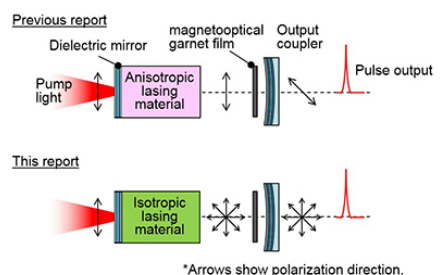 Previous report
magnetooptical
garnet film
Output
coupler
Dielectric mirror
Pump
light
Anisotropic
lasing
material
Pulse output
This report
Isotropic
lasing
material
*Arrows show polarization direction.